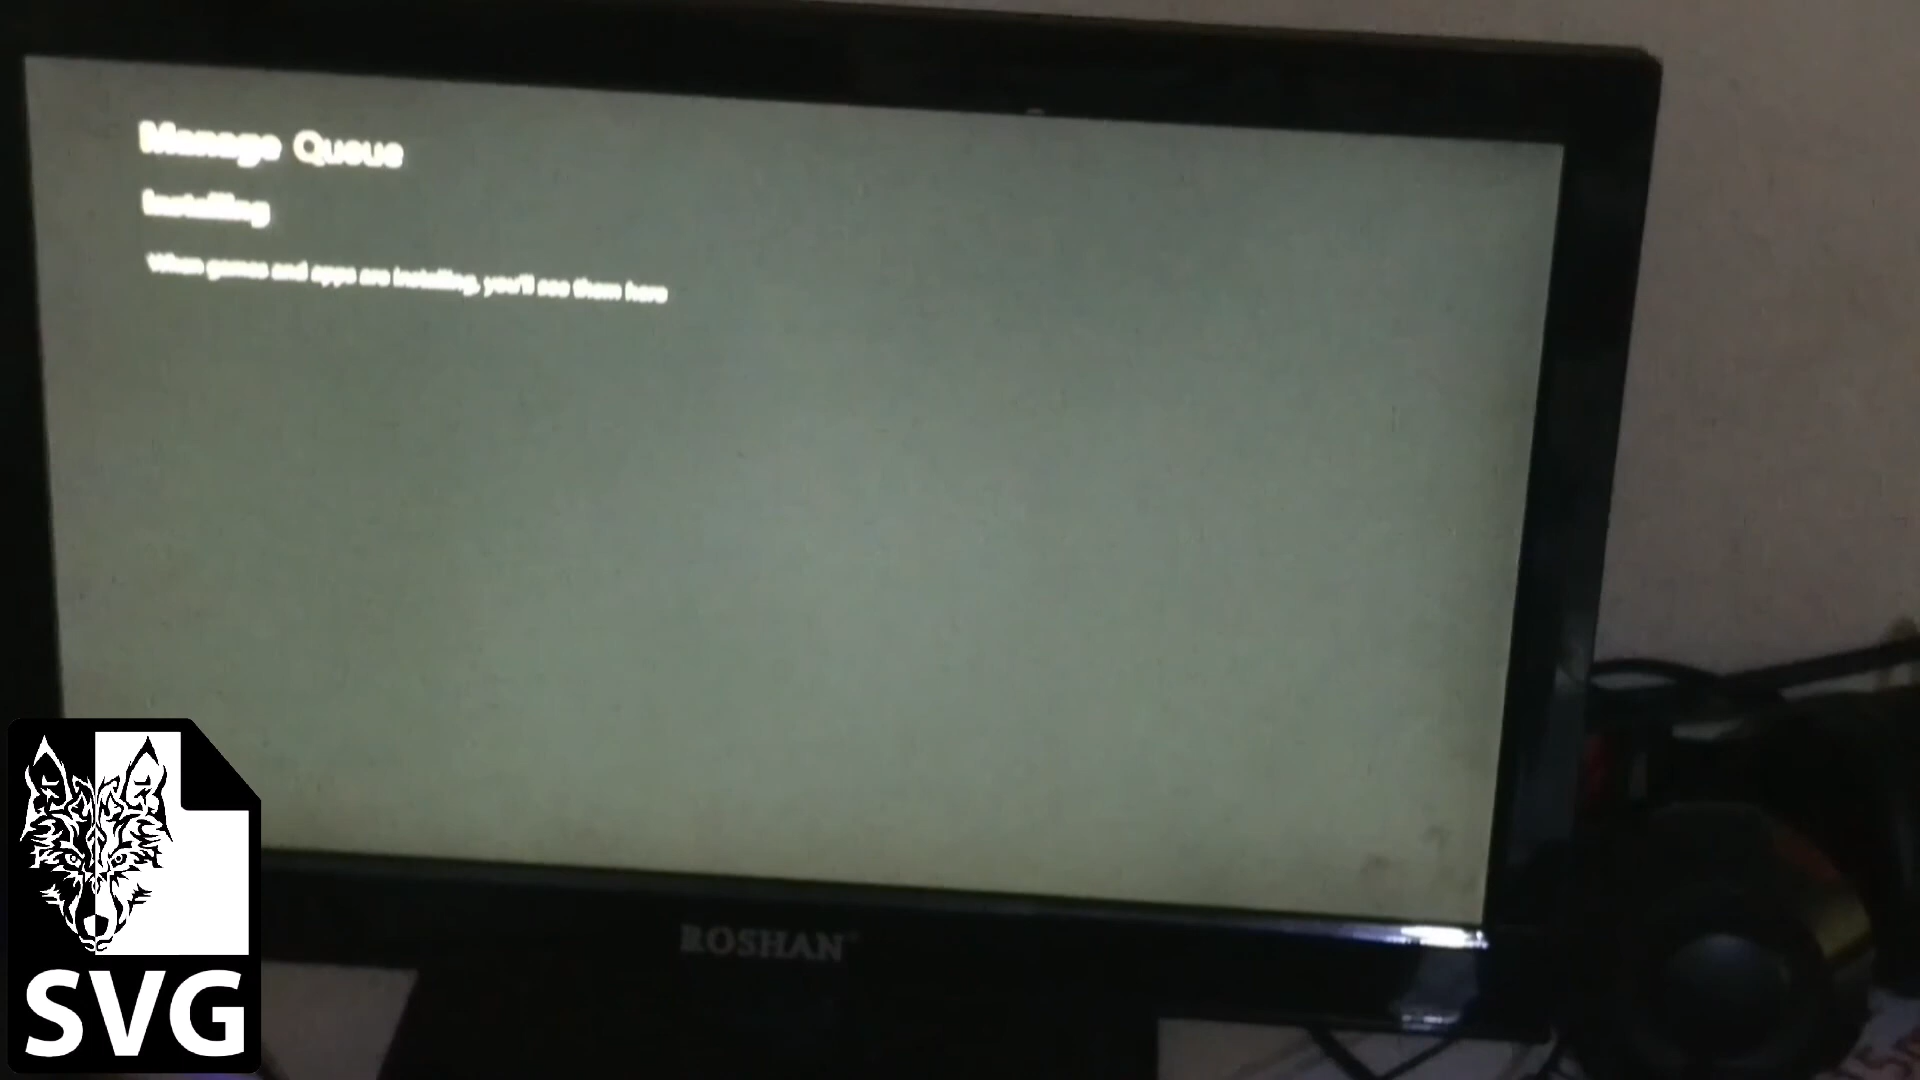 Manage Queue
Installing
When games and apps are installing, you'll see them here
ROSHAN
SVG